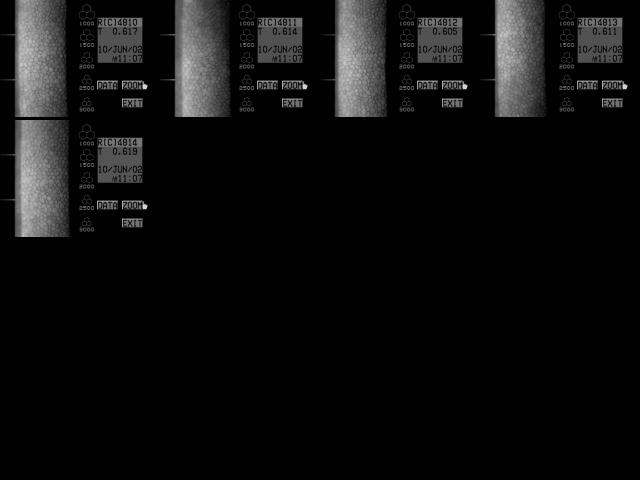 R(C)4810
1000
T 0.617
1500
10/JUN/02
11:07
2000
2500
DATA ZOOM
EXIT
3000
R(C)4811
1000
T 0.614
1500
10/JUN/02
11:07
2000
2500
DATA ZOOM
EXIT
3000
R(C)4812
1000
T 0.605
1500
10/JUN/02
11:07
2000
2500
DATA ZOOM
EXIT
3000
R(C)4813
1000
T 0.611
1500
10/JUN/02
11:07
2000
2500
DATA ZOOM
EXIT
3000
R(C)4814
1000
T 0.619
1500
10/JUN/02
11:07
2000
2500
DATA ZOOM
EXIT
3000